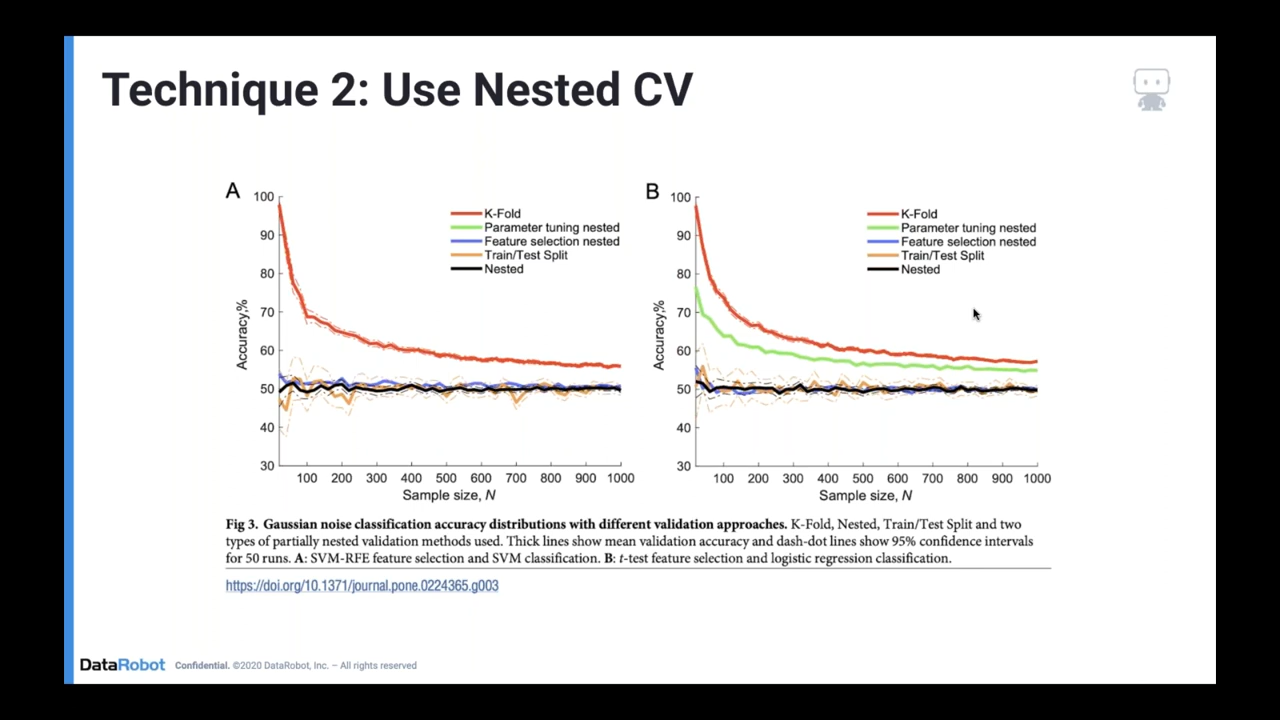 Technique 2: Use Nested CV
A
100
90
80
70
60
50
40
30
Accuracy,%
K-Fold
Parameter tuning nested
Feature selection nested
Train/Test Split
Nested
100 200 300 400 500 600 700 800 900 1000
Sample size, N
B
100
90
80
70
60
50
40
30
Accuracy,%
K-Fold
Parameter tuning nested
Feature selection nested
Train/Test Split
Nested
100 200 300 400 500 600 700 800 900 1000
Sample size, N
Fig 3. Gaussian noise classification accuracy distributions with different validation approaches. K-Fold, Nested, Train/Test Split and two
types of partially nested validation methods used. Thick lines show mean validation accuracy and dash-dot lines show 95% confidence intervals
for 50 runs. A: SVM-RFE feature selection and SVM classification. B: t-test feature selection and logistic regression classification.
https://doi.org/10.1371/journal.pone.0224365.g003
DataRobot Confidential. ©2020 DataRobot, Inc. – All rights reserved